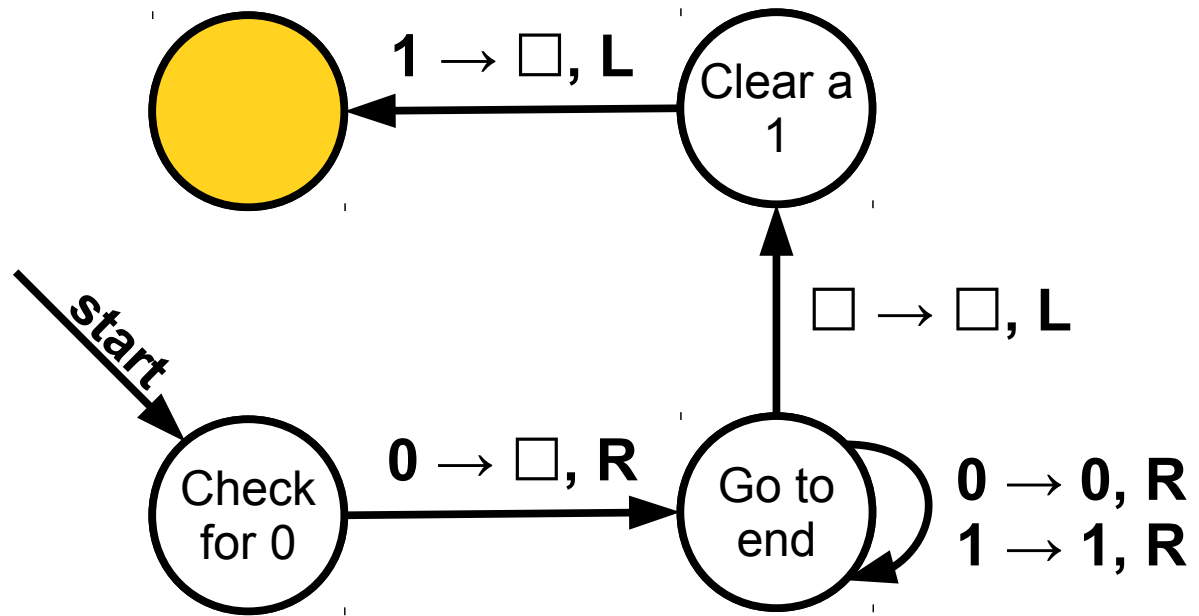 1 → □, L
Clear a
1
start
□ → □, L
Check
for 0
0 → □, R
Go to
end
0 → 0, R
1 → 1, R